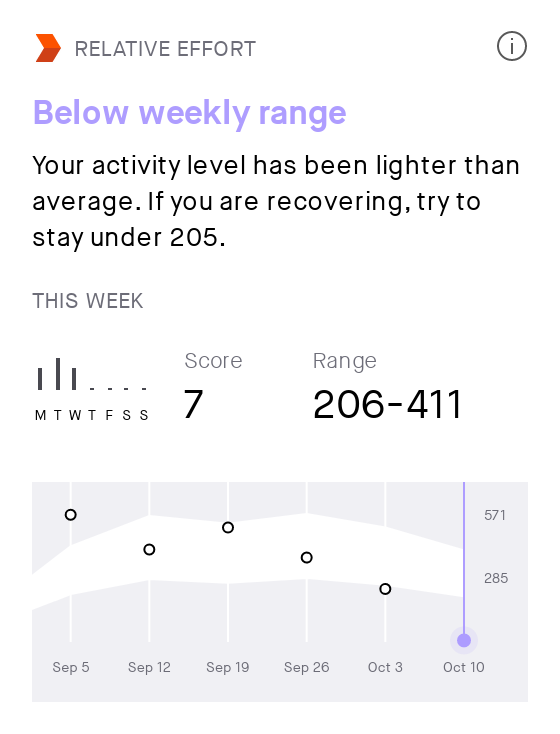 RELATIVE EFFORT
Below weekly range
Your activity level has been lighter than
average. If you are recovering, try to
stay under 205.
THIS WEEK
Score Range
7 206-411
M T W T F S S
571
285
Sep 5 Sep 12 Sep 19 Sep 26 Oct 3 Oct 10